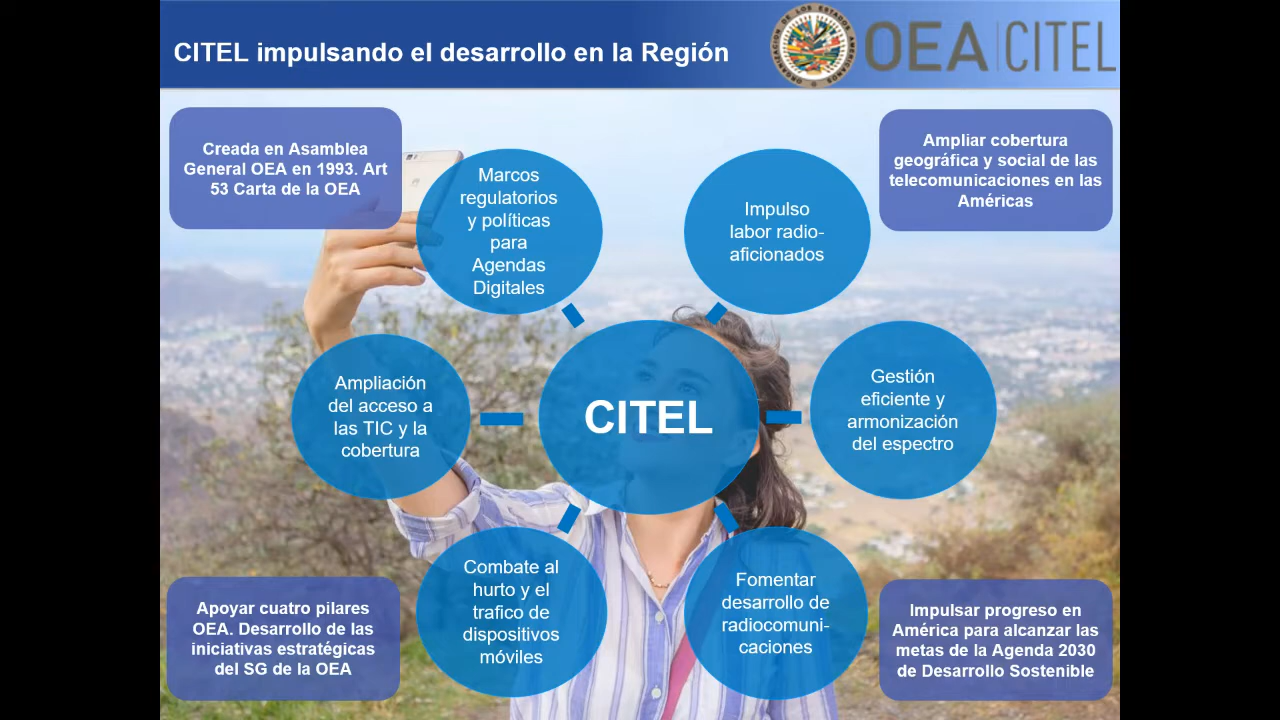 CITEL impulsando el desarrollo en la Región
OEA CITEL
Creada en Asamblea
General OEA en 1993. Art
53 Carta de la OEA
Ampliar cobertura
geográfica y social de las
telecomunicaciones en las
Américas
Marcos
regulatorios
y políticas
para
Agendas
Digitales
Impulso
labor radio-
aficionados
Ampliación
del acceso a
las TIC y la
cobertura
CITEL
Gestión
eficiente y
armonización
del espectro
Combate al
hurto y el
trafico de
dispositivos
móviles
Fomentar
desarrollo de
radiocomuni-
caciones
Apoyar cuatro pilares
OEA. Desarrollo de las
iniciativas estratégicas
del SG de la OEA
Impulsar progreso en
América para alcanzar las
metas de la Agenda 2030
de Desarrollo Sostenible